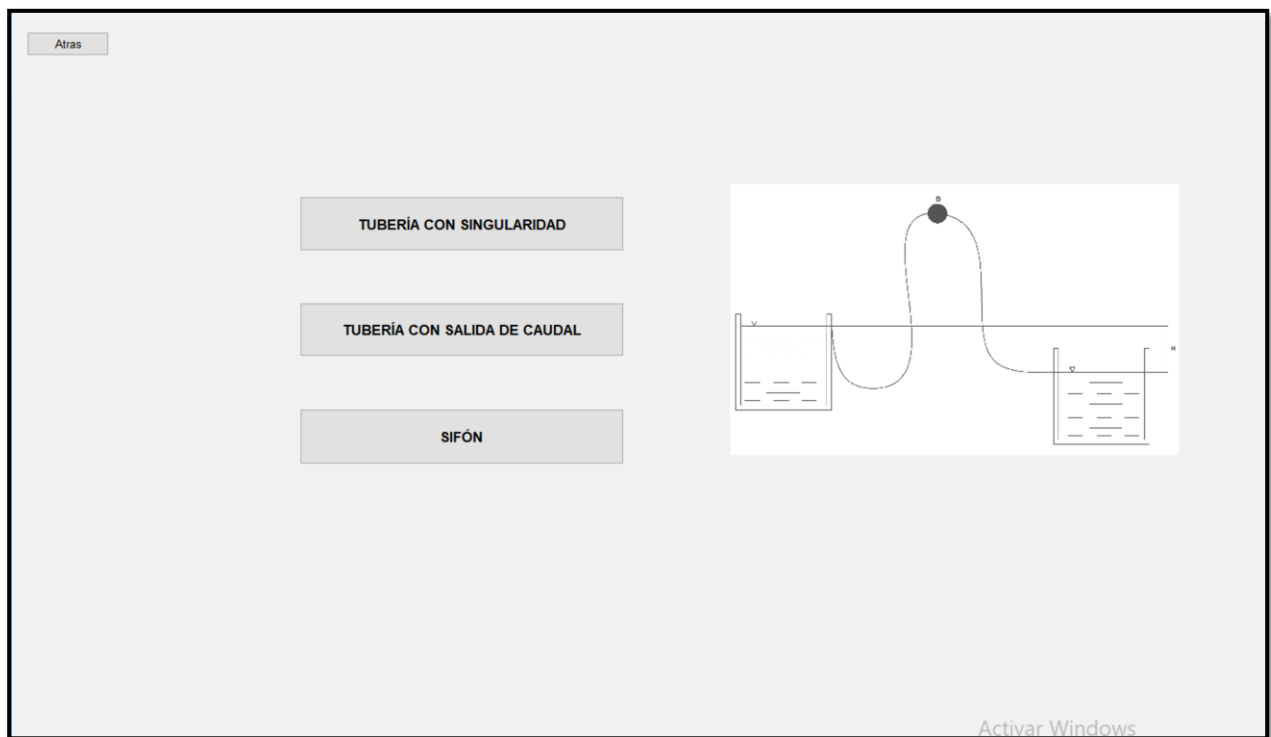 Atras
TUBERÍA CON SINGULARIDAD
TUBERÍA CON SALIDA DE CAUDAL
SIFÓN
B
H
Activar Windows